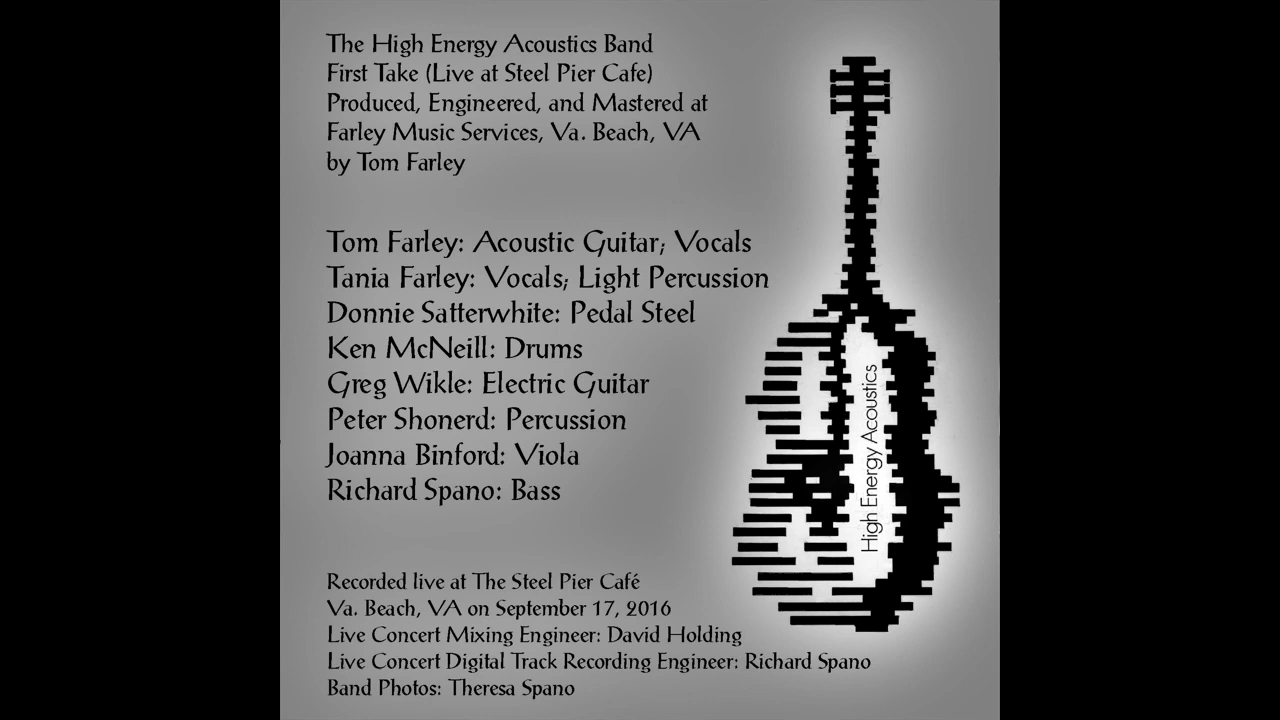 The High Energy Acoustics Band
First Take (Live at Steel Pier Cafe)
Produced, Engineered, and Mastered at
Farley Music Services, Va. Beach, VA
by Tom Farley
Tom Farley: Acoustic Guitar; Vocals
Tania Farley: Vocals; Light Percussion
Donnie Satterwhite: Pedal Steel
Ken McNeill: Drums
Greg Wikle: Electric Guitar
Peter Shonerd: Percussion
Joanna Binford: Viola
Richard Spano: Bass
High Energy Acoustics
Recorded live at The Steel Pier Café
Va. Beach, VA on September 17, 2016
Live Concert Mixing Engineer: David Holding
Live Concert Digital Track Recording Engineer: Richard Spano
Band Photos: Theresa Spano